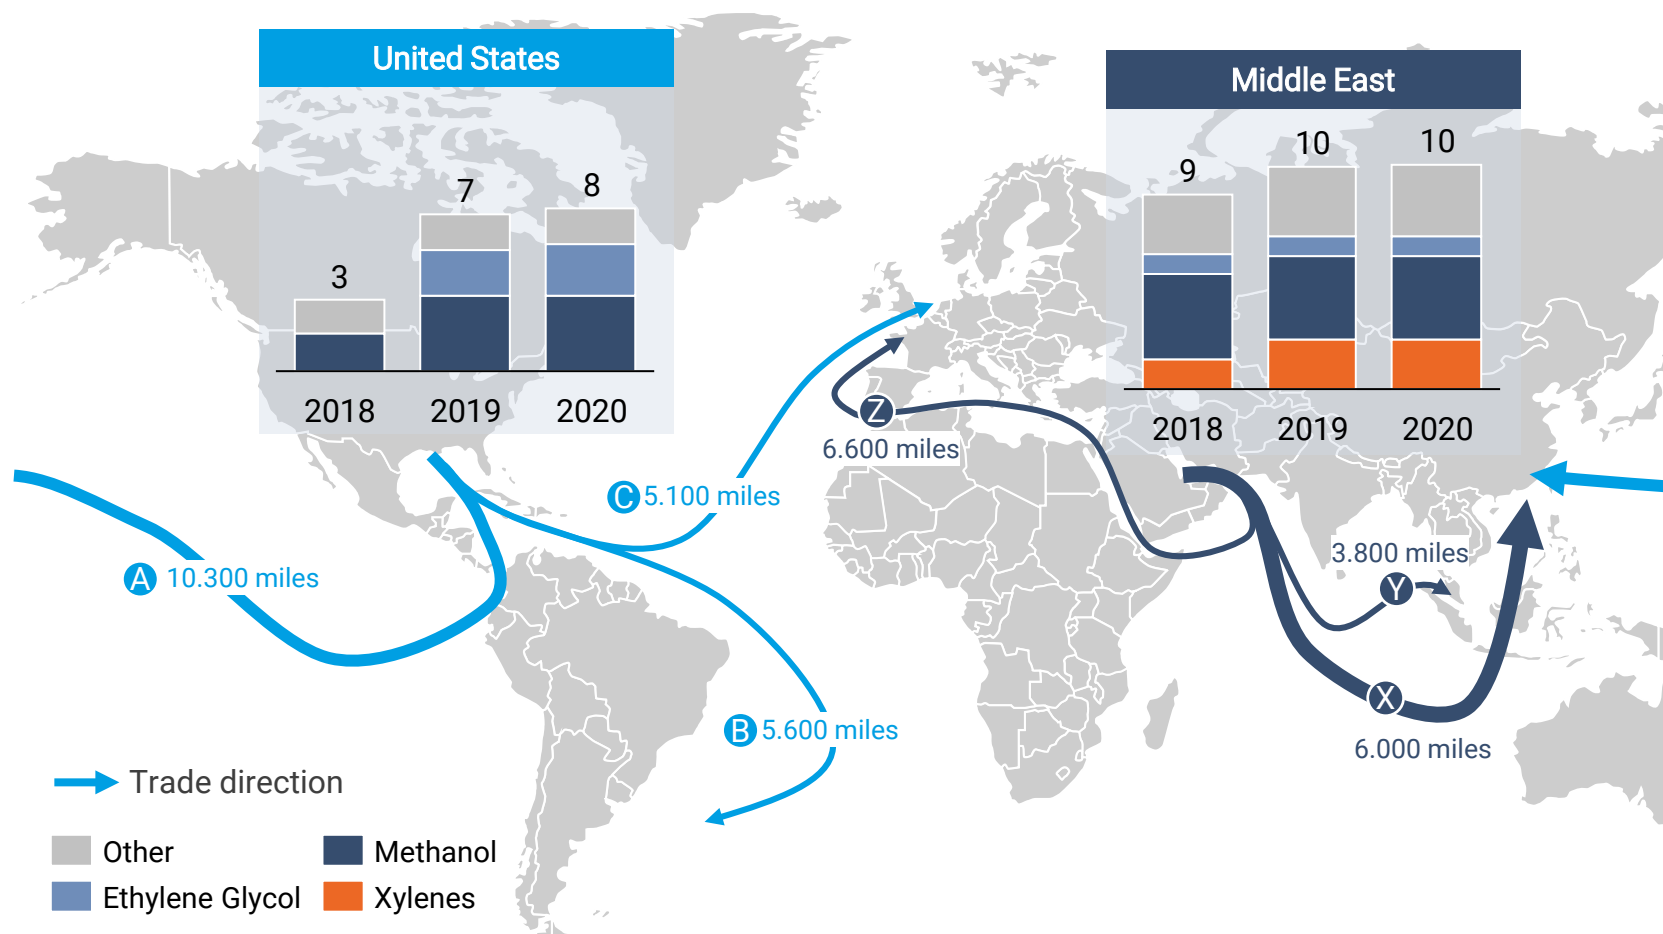 United States
3
7
8
2018
2019
2020
Middle East
9
10
10
2018
2019
2020
Z
6.600 miles
C 5.100 miles
A 10.300 miles
3.800 miles
Y
X
6.000 miles
B 5.600 miles
Trade direction
Other
Methanol
Ethylene Glycol
Xylenes